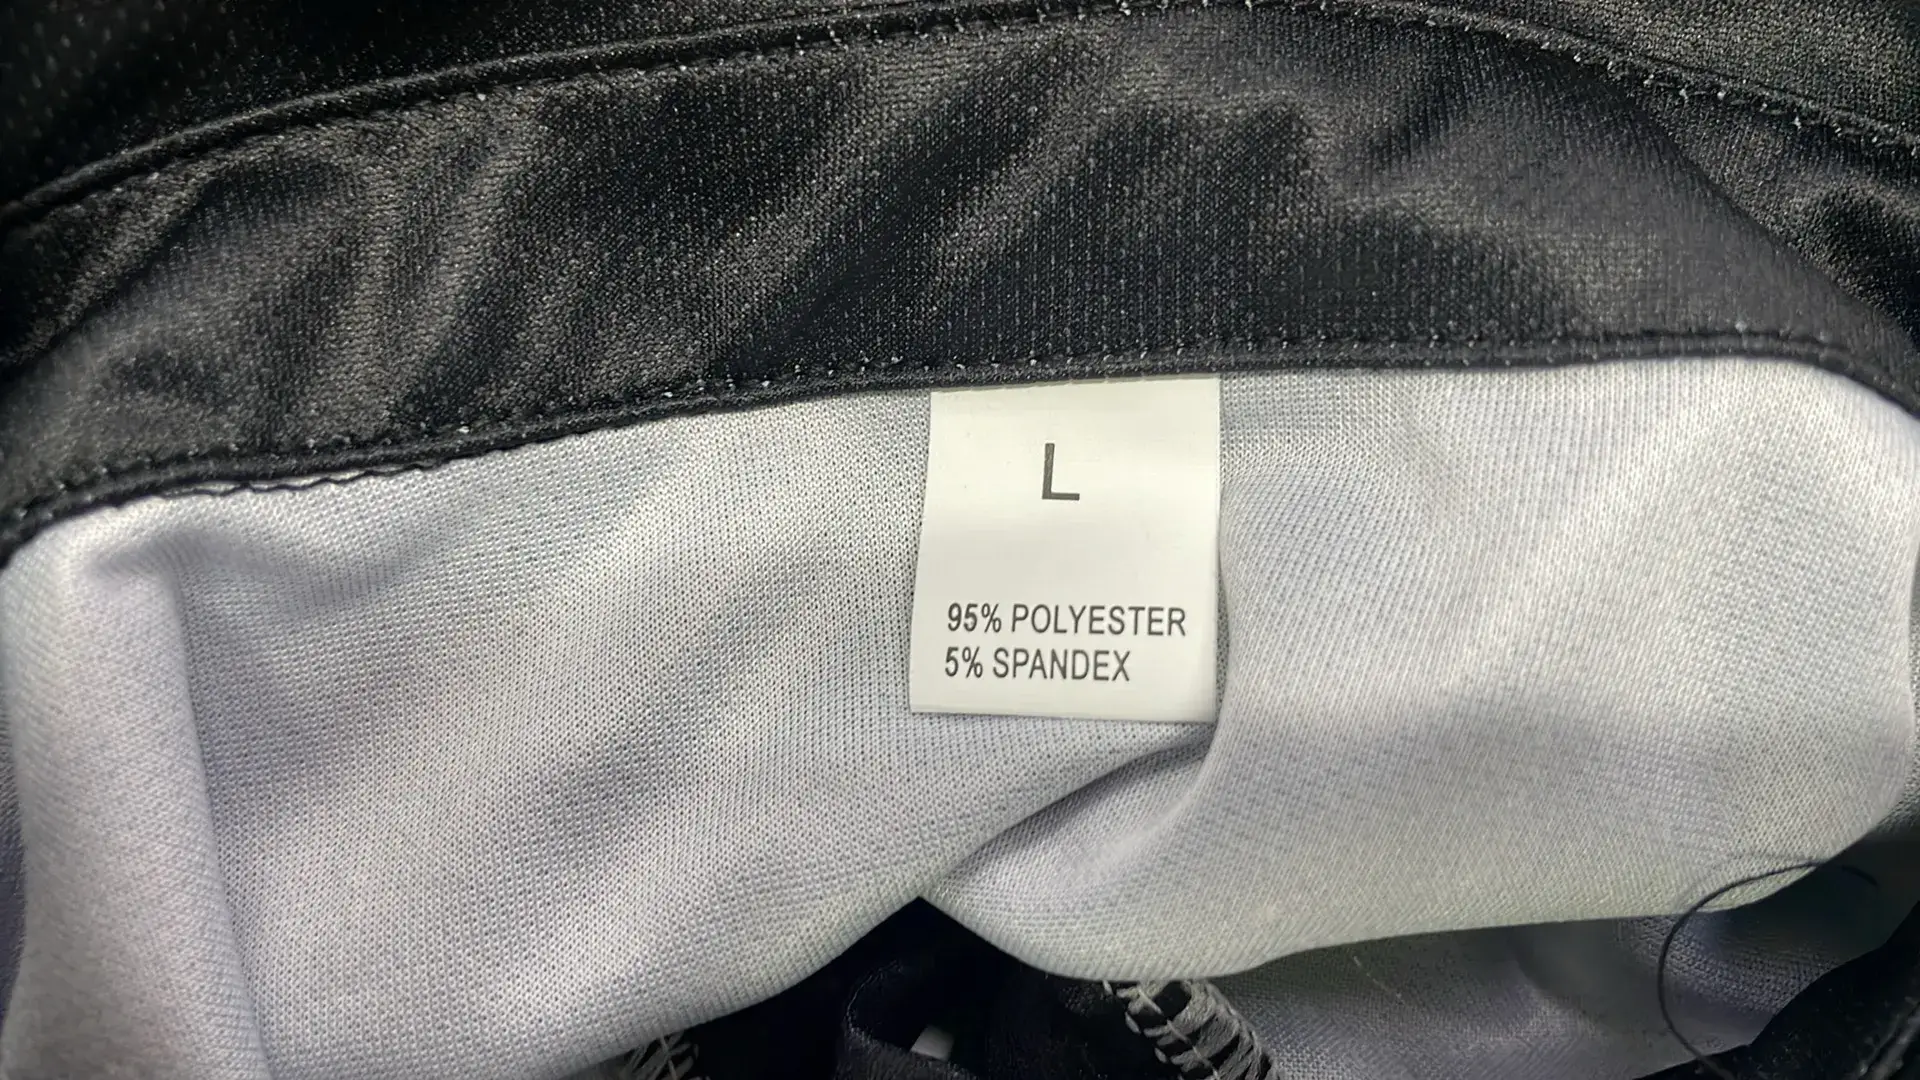 L
95% POLYESTER
5% SPANDEX